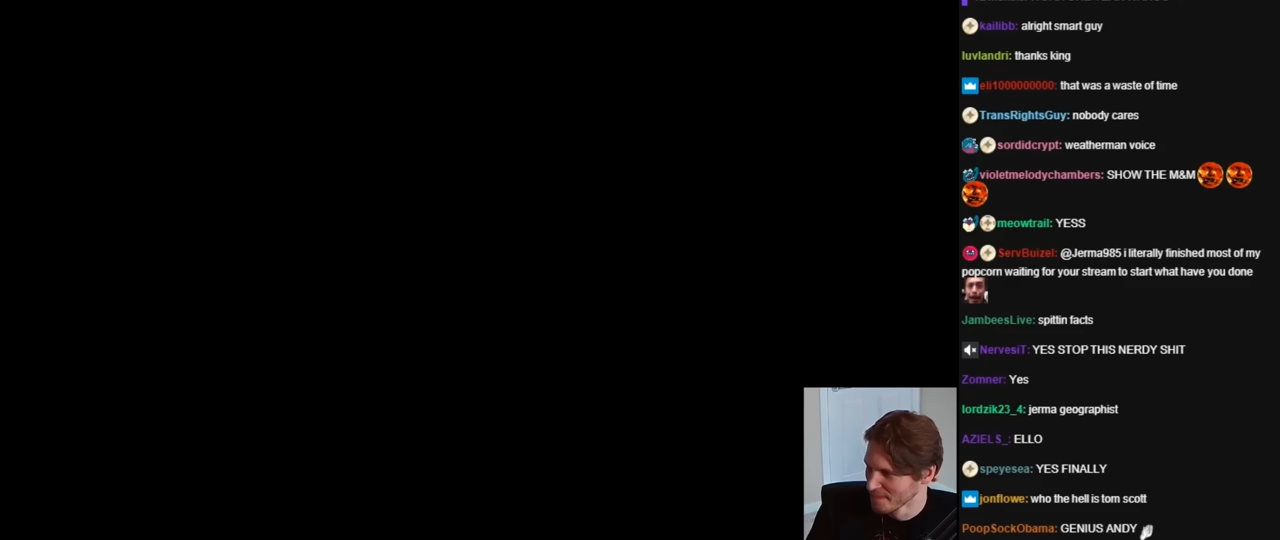 kailibb: alright smart guy
luvlandri: thanks king
eli1000000000: that was a waste of time
TransRightsGuy: nobody cares
sordidcrypt: weatherman voice
violetmelodychambers: SHOW THE M&M
meowtrail: YESS
ServBuizel: @Jerma985 i literally finished most of my
popcorn waiting for your stream to start what have you done
JambeesLive: spittin facts
NervesiT: YES STOP THIS NERDY SHIT
Zomner: Yes
lordzik23_4: jerma geographist
AZIELS_: ELLO
speyesea: YES FINALLY
jonflowe: who the hell is tom scott
PoopSockObama: GENIUS ANDY